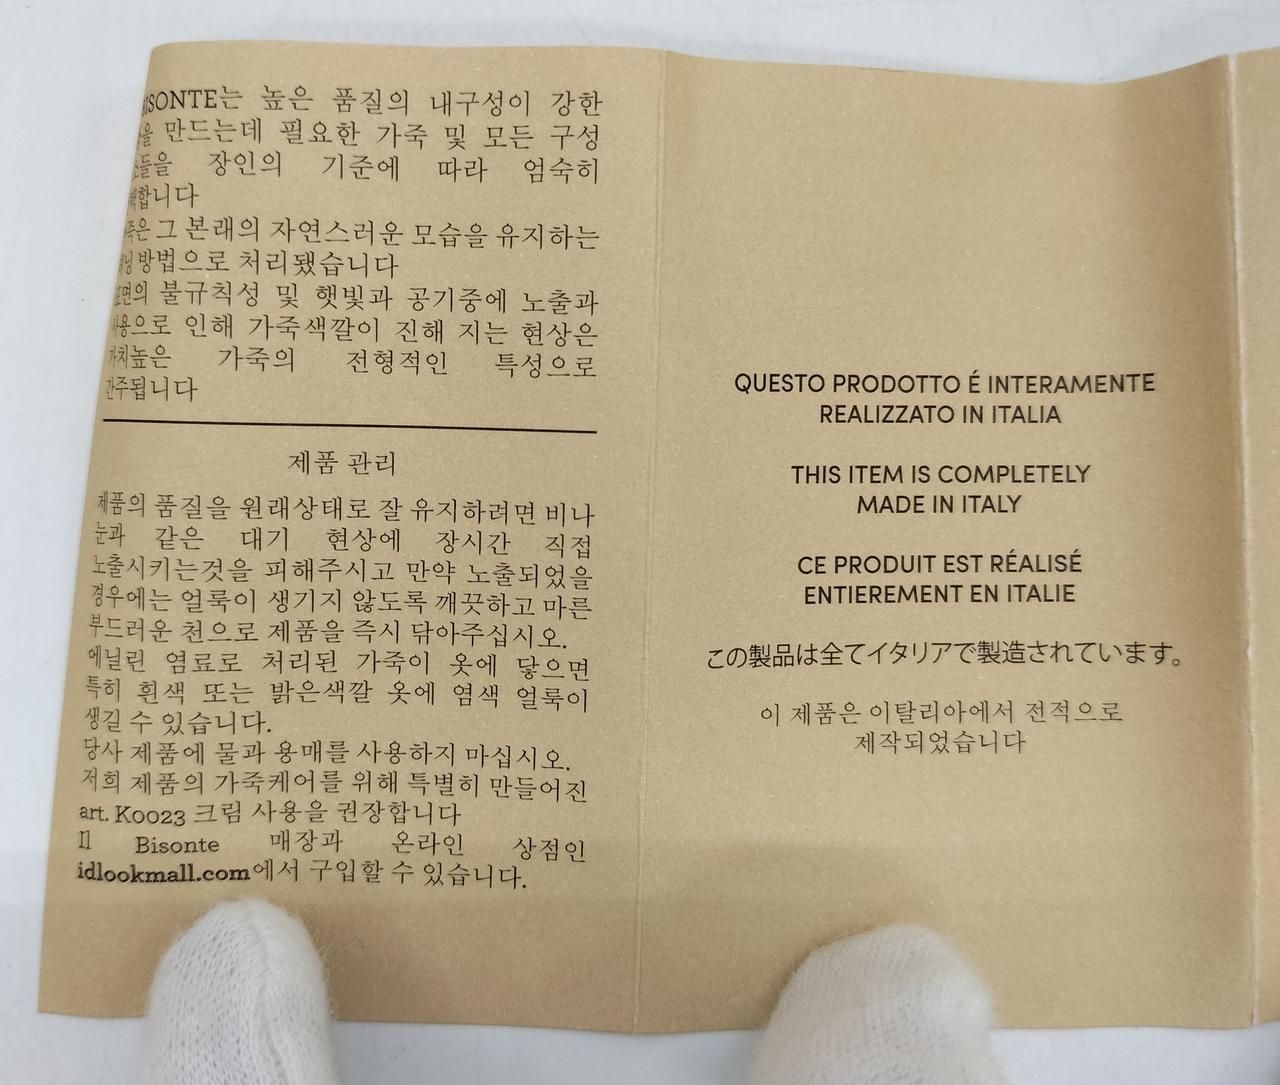 BISONTE는 높은 품질의 내구성이 강한
만드는데 필요한 가죽 및 모든 구성
장인의 기준에 따라 엄숙히
그 본래의 자연스러운 모습을 유지하는
방법으로 처리됐습니다
표면의 불규칙성 및 햇빛과 공기중에 노출과
사용으로 인해 가죽색깔이 진해 지는 현상은
가치높은 가죽의 전형적인 특성으로
간주됩니다
제품 관리
제품의 품질을 원래상태로 잘 유지하려면 비나
눈과 같은 대기 현상에 장시간 직접
노출시키는것을 피해주시고 만약 노출되었을
경우에는 얼룩이 생기지 않도록 깨끗하고 마른
부드러운 천으로 제품을 즉시 닦아주십시오.
에닐린 염료로 처리된 가죽이 옷에 닿으면
특히 흰색 또는 밝은색깔 옷에 염색 얼룩이
생길 수 있습니다.
당사 제품에 물과 용매를 사용하지 마십시오.
저희 제품의 가죽케어를 위해 특별히 만들어진
art. K0023 크림 사용을 권장합니다
Il Bisonte 매장과 온라인 상점인
idlookmall.com에서 구입할 수 있습니다.
QUESTO PRODOTTO É INTERAMENTE
REALIZZATO IN ITALIA
THIS ITEM IS COMPLETELY
MADE IN ITALY
CE PRODUIT EST RÉALISÉ
ENTIEREMENT EN ITALIE
この製品は全てイタリアで製造されています。
이 제품은 이탈리아에서 전적으로
제작되었습니다